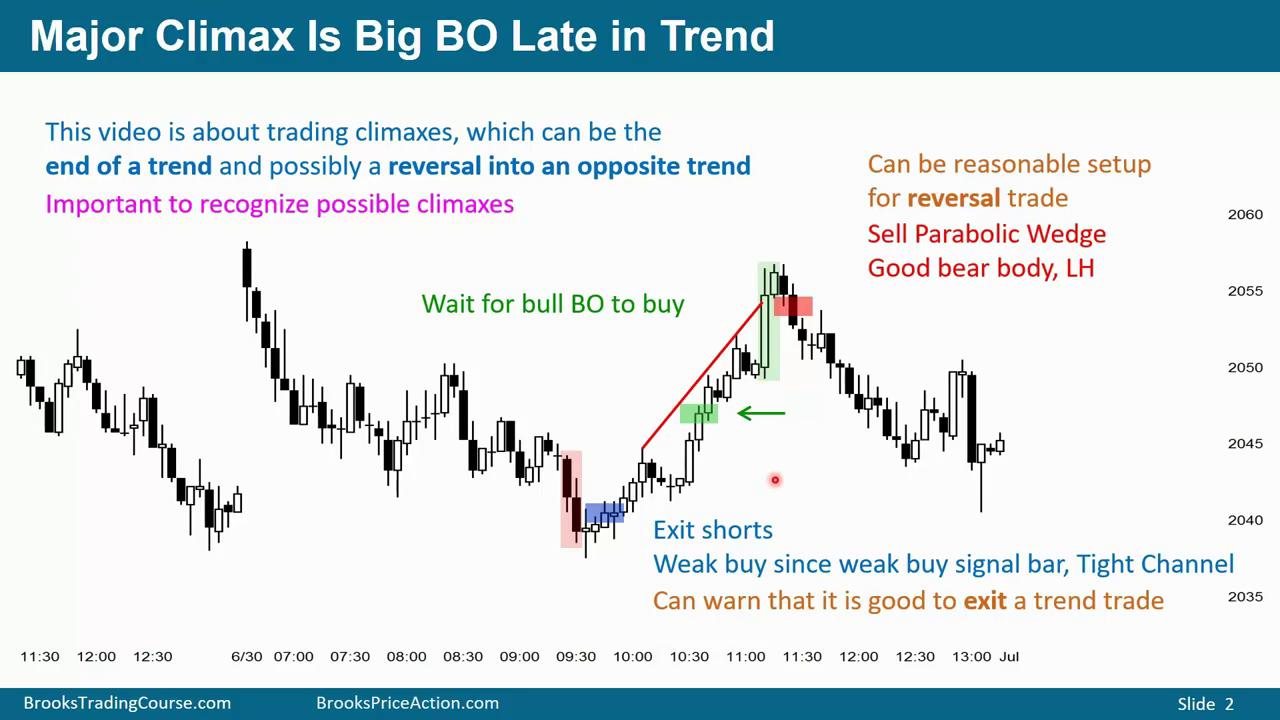 Major Climax Is Big BO Late in Trend
This video is about trading climaxes, which can be the
end of a trend and possibly a reversal into an opposite trend
Important to recognize possible climaxes
Can be reasonable setup
for reversal trade
Sell Parabolic Wedge
Good bear body, LH
Wait for bull BO to buy
2060
2055
2050
2045
2040
2035
Exit shorts
Weak buy since weak buy signal bar, Tight Channel
Can warn that it is good to exit a trend trade
11:30 12:00 12:30 6/30 07:00 07:30 08:00 08:30 09:00 09:30 10:00 10:30 11:00 11:30 12:00 12:30 13:00 Jul
BrooksTradingCourse.com BrooksPriceAction.com Slide 2